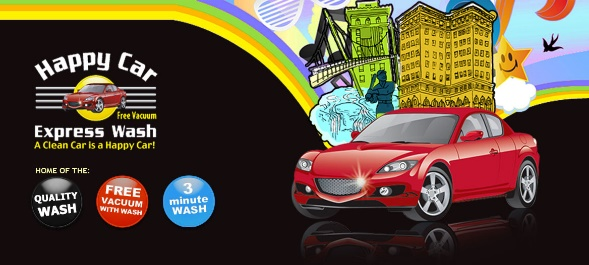 Happy Car
Free Vacuum
Express Wash
A Clean Car is a Happy Car!
HOME OF THE:
QUALITY
WASH
FREE
VACUUM
WITH WASH
3
minute
WASH